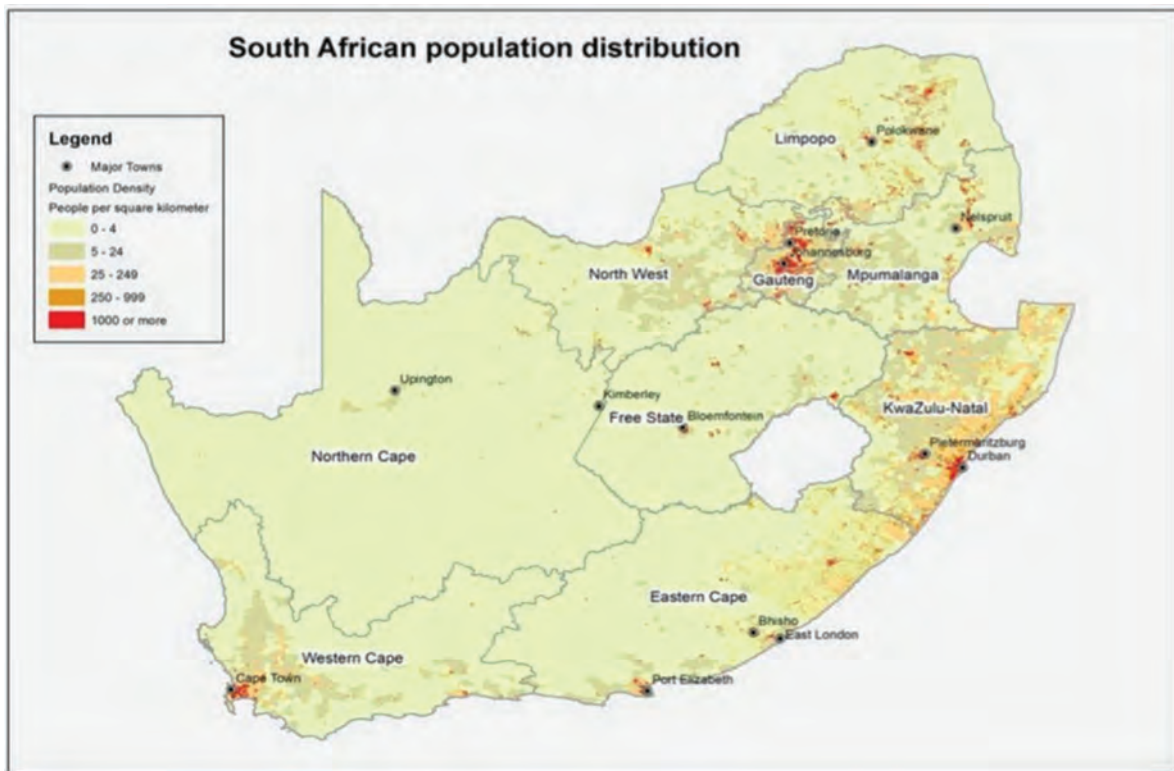 South African population distribution
Legend
Major Towns
Population Density
People per square kilometer
0 - 4
5 - 24
25 - 249
250 - 999
1000 or more
Limpopo
Polokwane
Nelspruit
Pretoria
Johannesburg
North West
Gauteng
Mpumalanga
Upington
Kimberley
Free State
Bloemfontein
KwaZulu-Natal
Northern Cape
Pietermaritzburg
Durban
Eastern Cape
Bhisho
East London
Western Cape
Cape Town
Port Elizabeth